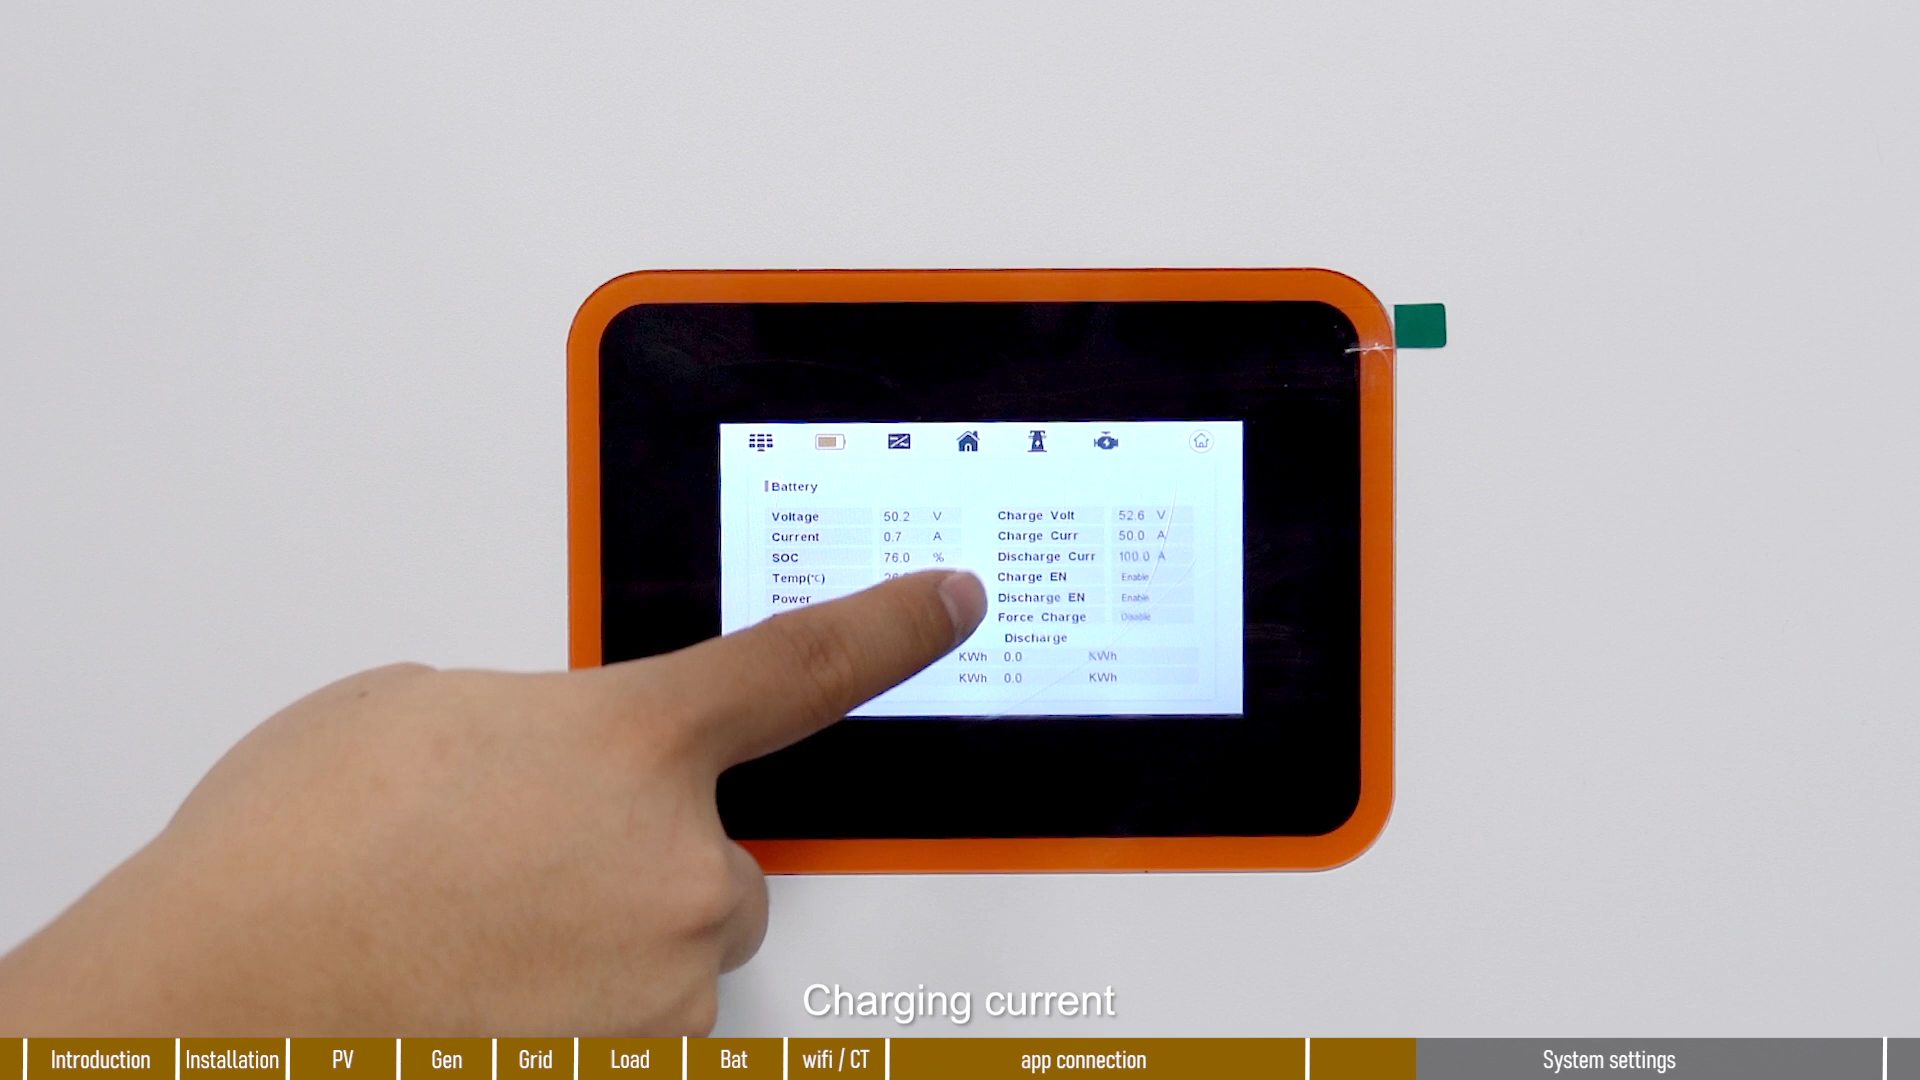 Battery
Voltage 50.2 V Charge Volt 52.6 V
Current 0.7 A Charge Curr 50.0 A
SOC 76.0 % Discharge Curr 100.0 A
Temp(℃) Charge EN Enable
Power Discharge EN Enable
Force Charge Disable
Discharge
KWh 0.0 KWh
KWh 0.0 KWh
Charging current
Introduction Installation PV Gen Grid Load Bat wifi / CT app connection System settings